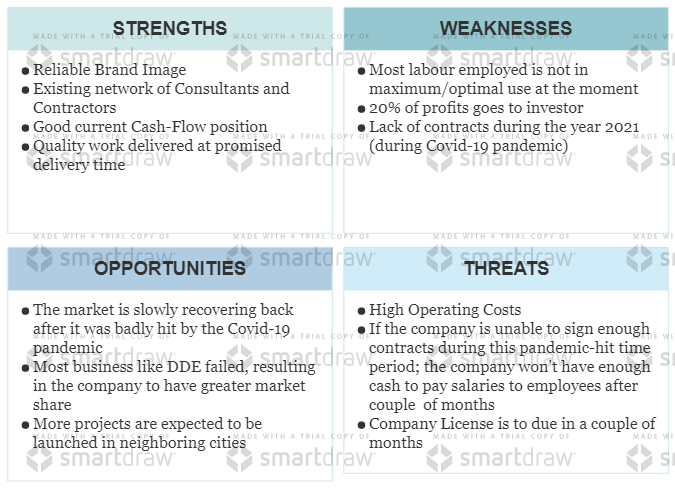 STRENGTHS
Reliable Brand Image
Existing network of Consultants and
Contractors
Good current Cash-Flow position
Quality work delivered at promised
delivery time
WEAKNESSES
Most labour employed is not in
maximum/optimal use at the moment
20% of profits goes to investor
Lack of contracts during the year 2021
(during Covid-19 pandemic)
OPPORTUNITIES
The market is slowly recovering back
after it was badly hit by the Covid-19
pandemic
Most business like DDE failed, resulting
in the company to have greater market
share
More projects are expected to be
launched in neighboring cities
THREATS
High Operating Costs
If the company is unable to sign enough
contracts during this pandemic-hit time
period; the company won't have enough
cash to pay salaries to employees after
couple of months
Company License is to due in a couple of
months
MADE WITH A TRIAL COPY OF
smartdraw